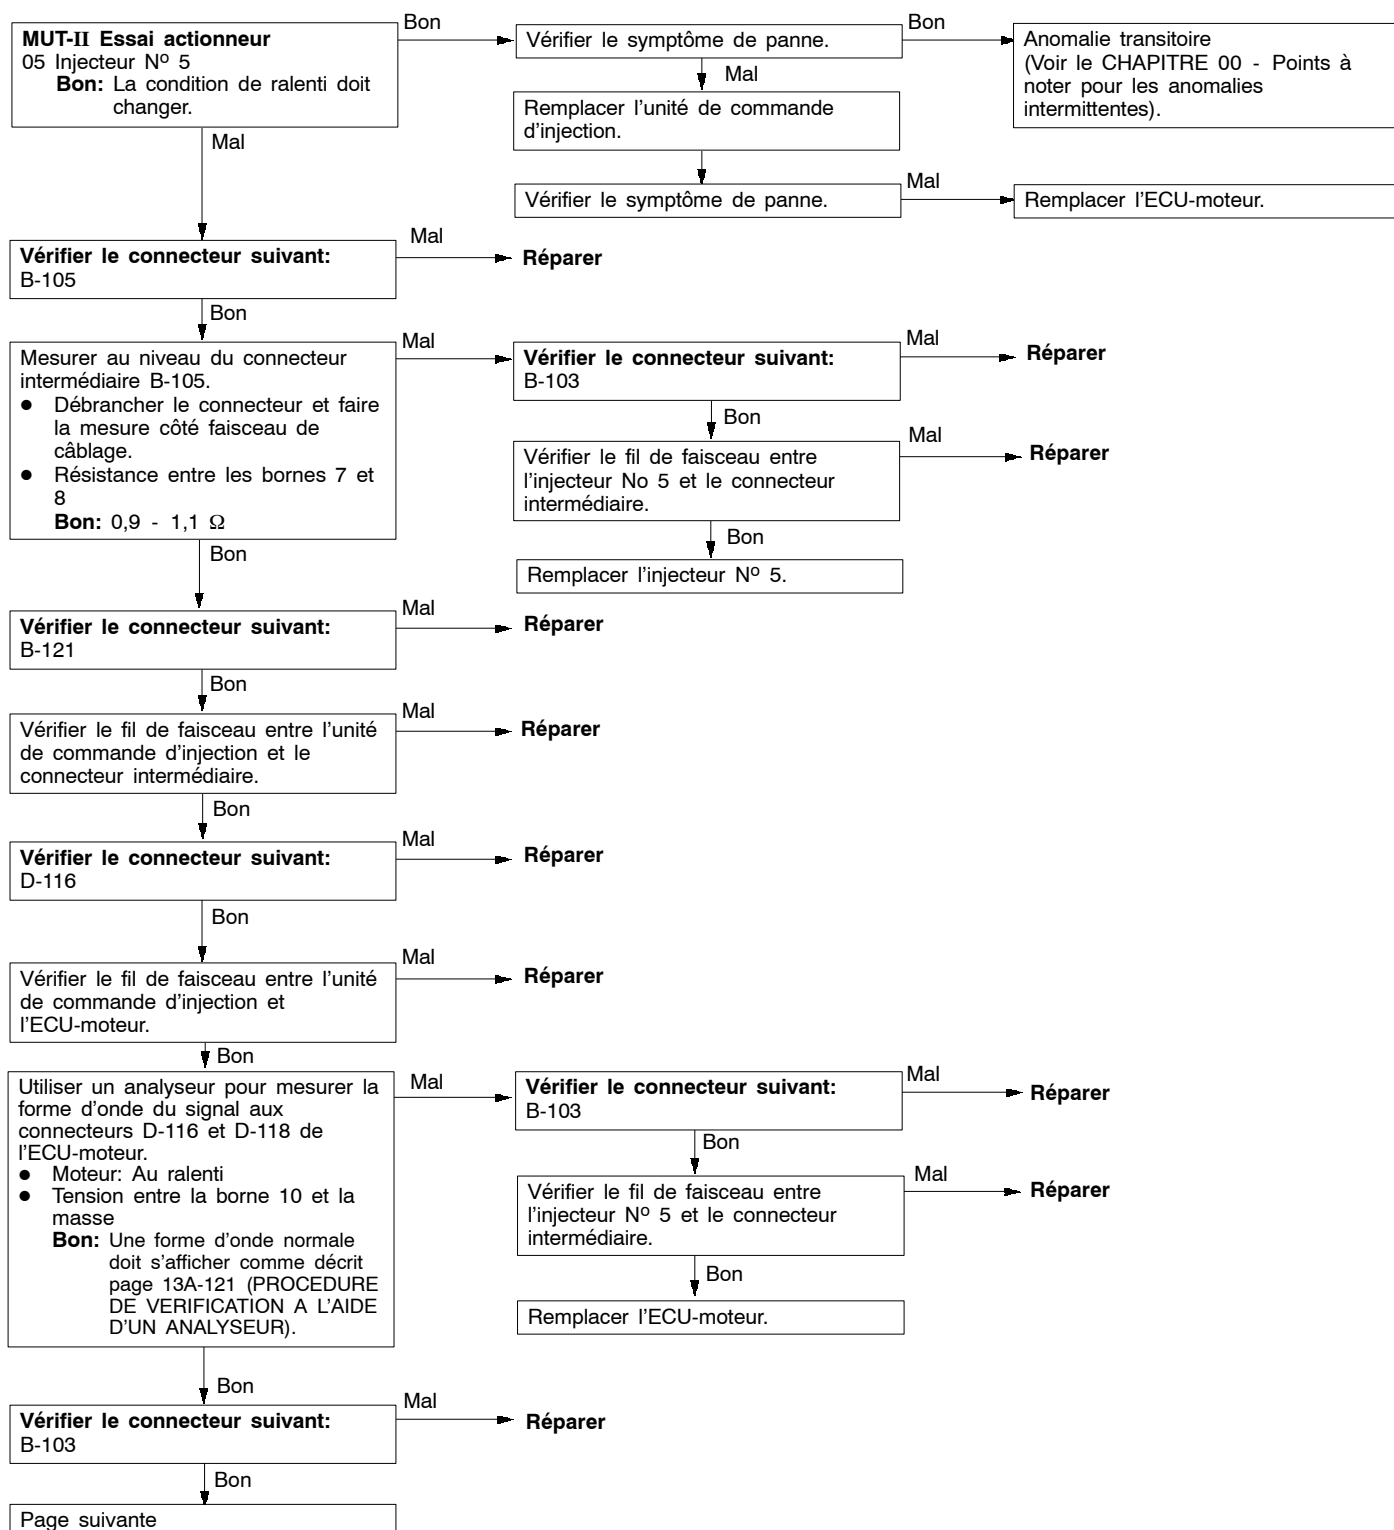 MUT-II Essai actionneur
05 Injecteur Nº 5
Bon: La condition de ralenti doit
changer.
Bon
Vérifier le symptôme de panne.
Bon
Anomalie transitoire
(Voir le CHAPITRE 00 - Points à
noter pour les anomalies
intermittentes).
Mal
Remplacer l'unité de commande
d'injection.
Vérifier le symptôme de panne.
Mal
Remplacer l'ECU-moteur.
Mal
Vérifier le connecteur suivant:
B-105
Mal
Réparer
Bon
Mesurer au niveau du connecteur
intermédiaire B-105.
● Débrancher le connecteur et faire
la mesure côté faisceau de
câblage.
● Résistance entre les bornes 7 et
8
Bon: 0,9 - 1,1 Ω
Mal
Vérifier le connecteur suivant:
B-103
Mal
Réparer
Bon
Vérifier le fil de faisceau entre
l'injecteur No 5 et le connecteur
intermédiaire.
Mal
Réparer
Bon
Remplacer l'injecteur Nº 5.
Bon
Vérifier le connecteur suivant:
B-121
Mal
Réparer
Bon
Vérifier le fil de faisceau entre l'unité
de commande d'injection et le
connecteur intermédiaire.
Mal
Réparer
Bon
Vérifier le connecteur suivant:
D-116
Mal
Réparer
Bon
Vérifier le fil de faisceau entre l'unité
de commande d'injection et
l'ECU-moteur.
Mal
Réparer
Bon
Utiliser un analyseur pour mesurer la
forme d'onde du signal aux
connecteurs D-116 et D-118 de
l'ECU-moteur.
● Moteur: Au ralenti
● Tension entre la borne 10 et la
masse
Bon: Une forme d'onde normale
doit s'afficher comme décrit
page 13A-121 (PROCEDURE
DE VERIFICATION A L'AIDE
D'UN ANALYSEUR).
Mal
Vérifier le connecteur suivant:
B-103
Mal
Réparer
Bon
Vérifier le fil de faisceau entre
l'injecteur Nº 5 et le connecteur
intermédiaire.
Mal
Réparer
Bon
Remplacer l'ECU-moteur.
Bon
Vérifier le connecteur suivant:
B-103
Mal
Réparer
Bon
Page suivante